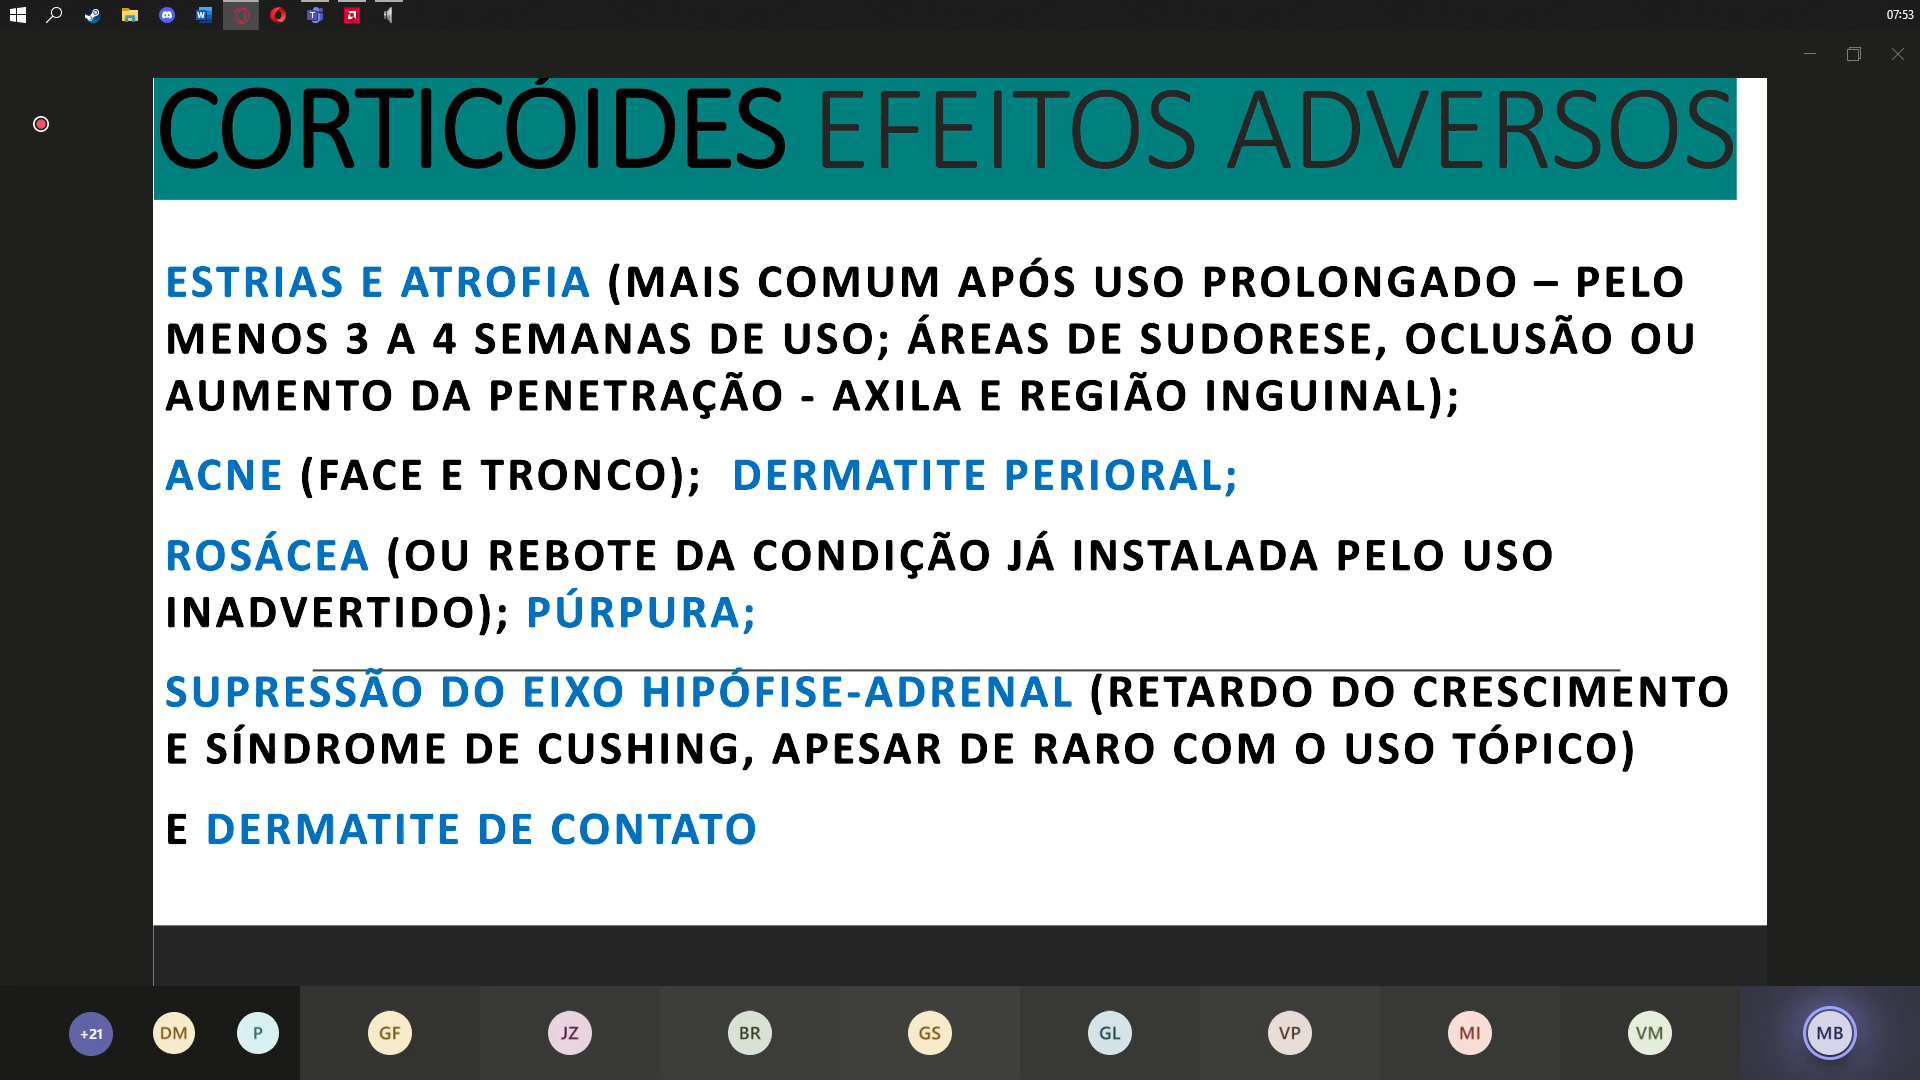 07:53
CORTICÓIDES EFEITOS ADVERSOS
ESTRIAS E ATROFIA (MAIS COMUM APÓS USO PROLONGADO – PELO
MENOS 3 A 4 SEMANAS DE USO; ÁREAS DE SUDORESE, OCLUSÃO OU
AUMENTO DA PENETRAÇÃO - AXILA E REGIÃO INGUINAL);
ACNE (FACE E TRONCO); DERMATITE PERIORAL;
ROSÁCEA (OU REBOTE DA CONDIÇÃO JÁ INSTALADA PELO USO
INADVERTIDO); PÚRPURA;
SUPRESSÃO DO EIXO HIPÓFISE-ADRENAL (RETARDO DO CRESCIMENTO
E SÍNDROME DE CUSHING, APESAR DE RARO COM O USO TÓPICO)
E DERMATITE DE CONTATO
+21 DM P GF JZ BR GS GL VP MI VM MB